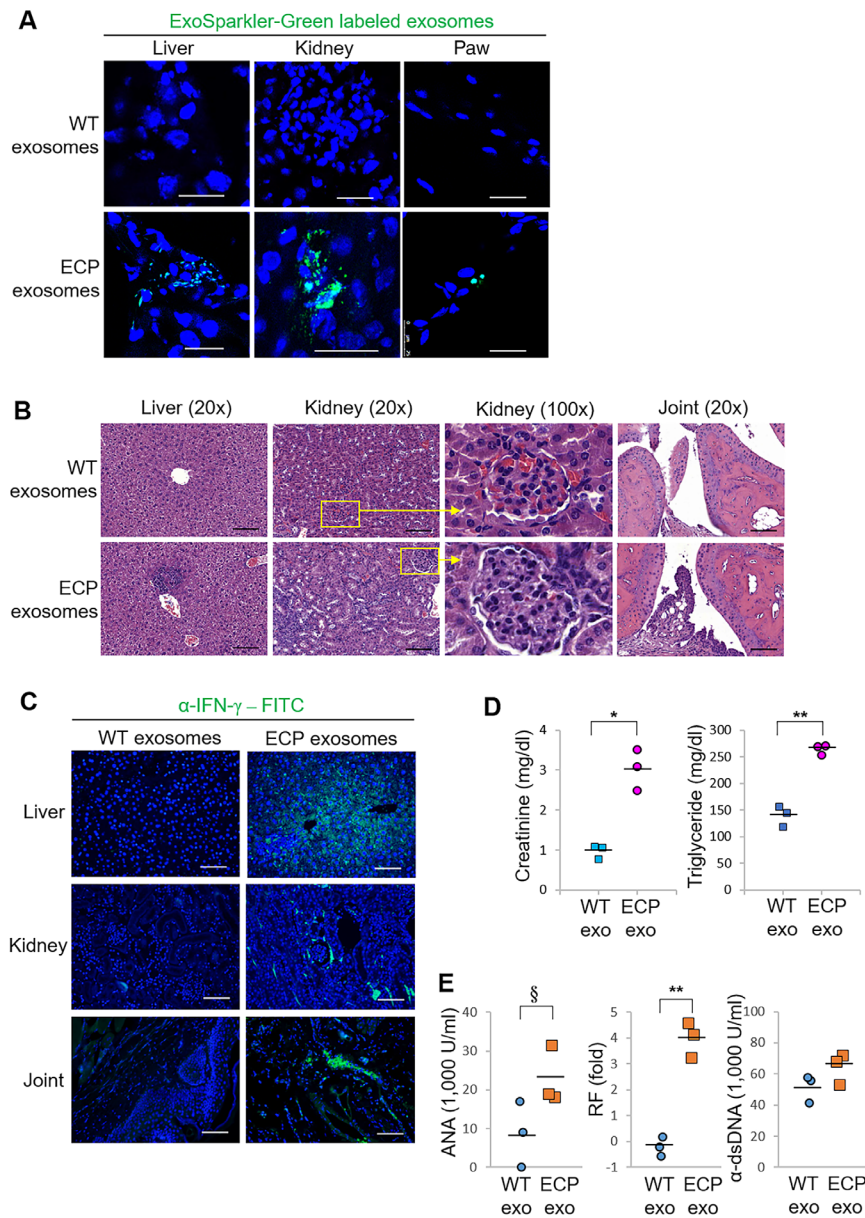 A
ExoSparkler-Green labeled exosomes
Liver Kidney Paw
WT
exosomes
ECP
exosomes
B
Liver (20x) Kidney (20x) Kidney (100x) Joint (20x)
WT
exosomes
ECP
exosomes
C
α-IFN-γ – FITC
WT exosomes ECP exosomes
Liver
Kidney
Joint
D
Creatinine (mg/dl)
4
3
2
1
0
*
WT
exo
ECP
exo
Triglyceride (mg/dl)
300
250
200
150
100
50
0
**
WT
exo
ECP
exo
E
ANA (1,000 U/ml)
40
30
20
10
0
§
WT
exo
ECP
exo
RF (fold)
5
4
3
2
1
0
-1
**
WT
exo
ECP
exo
α-dsDNA (1,000 U/ml)
100
80
60
40
20
0
WT
exo
ECP
exo